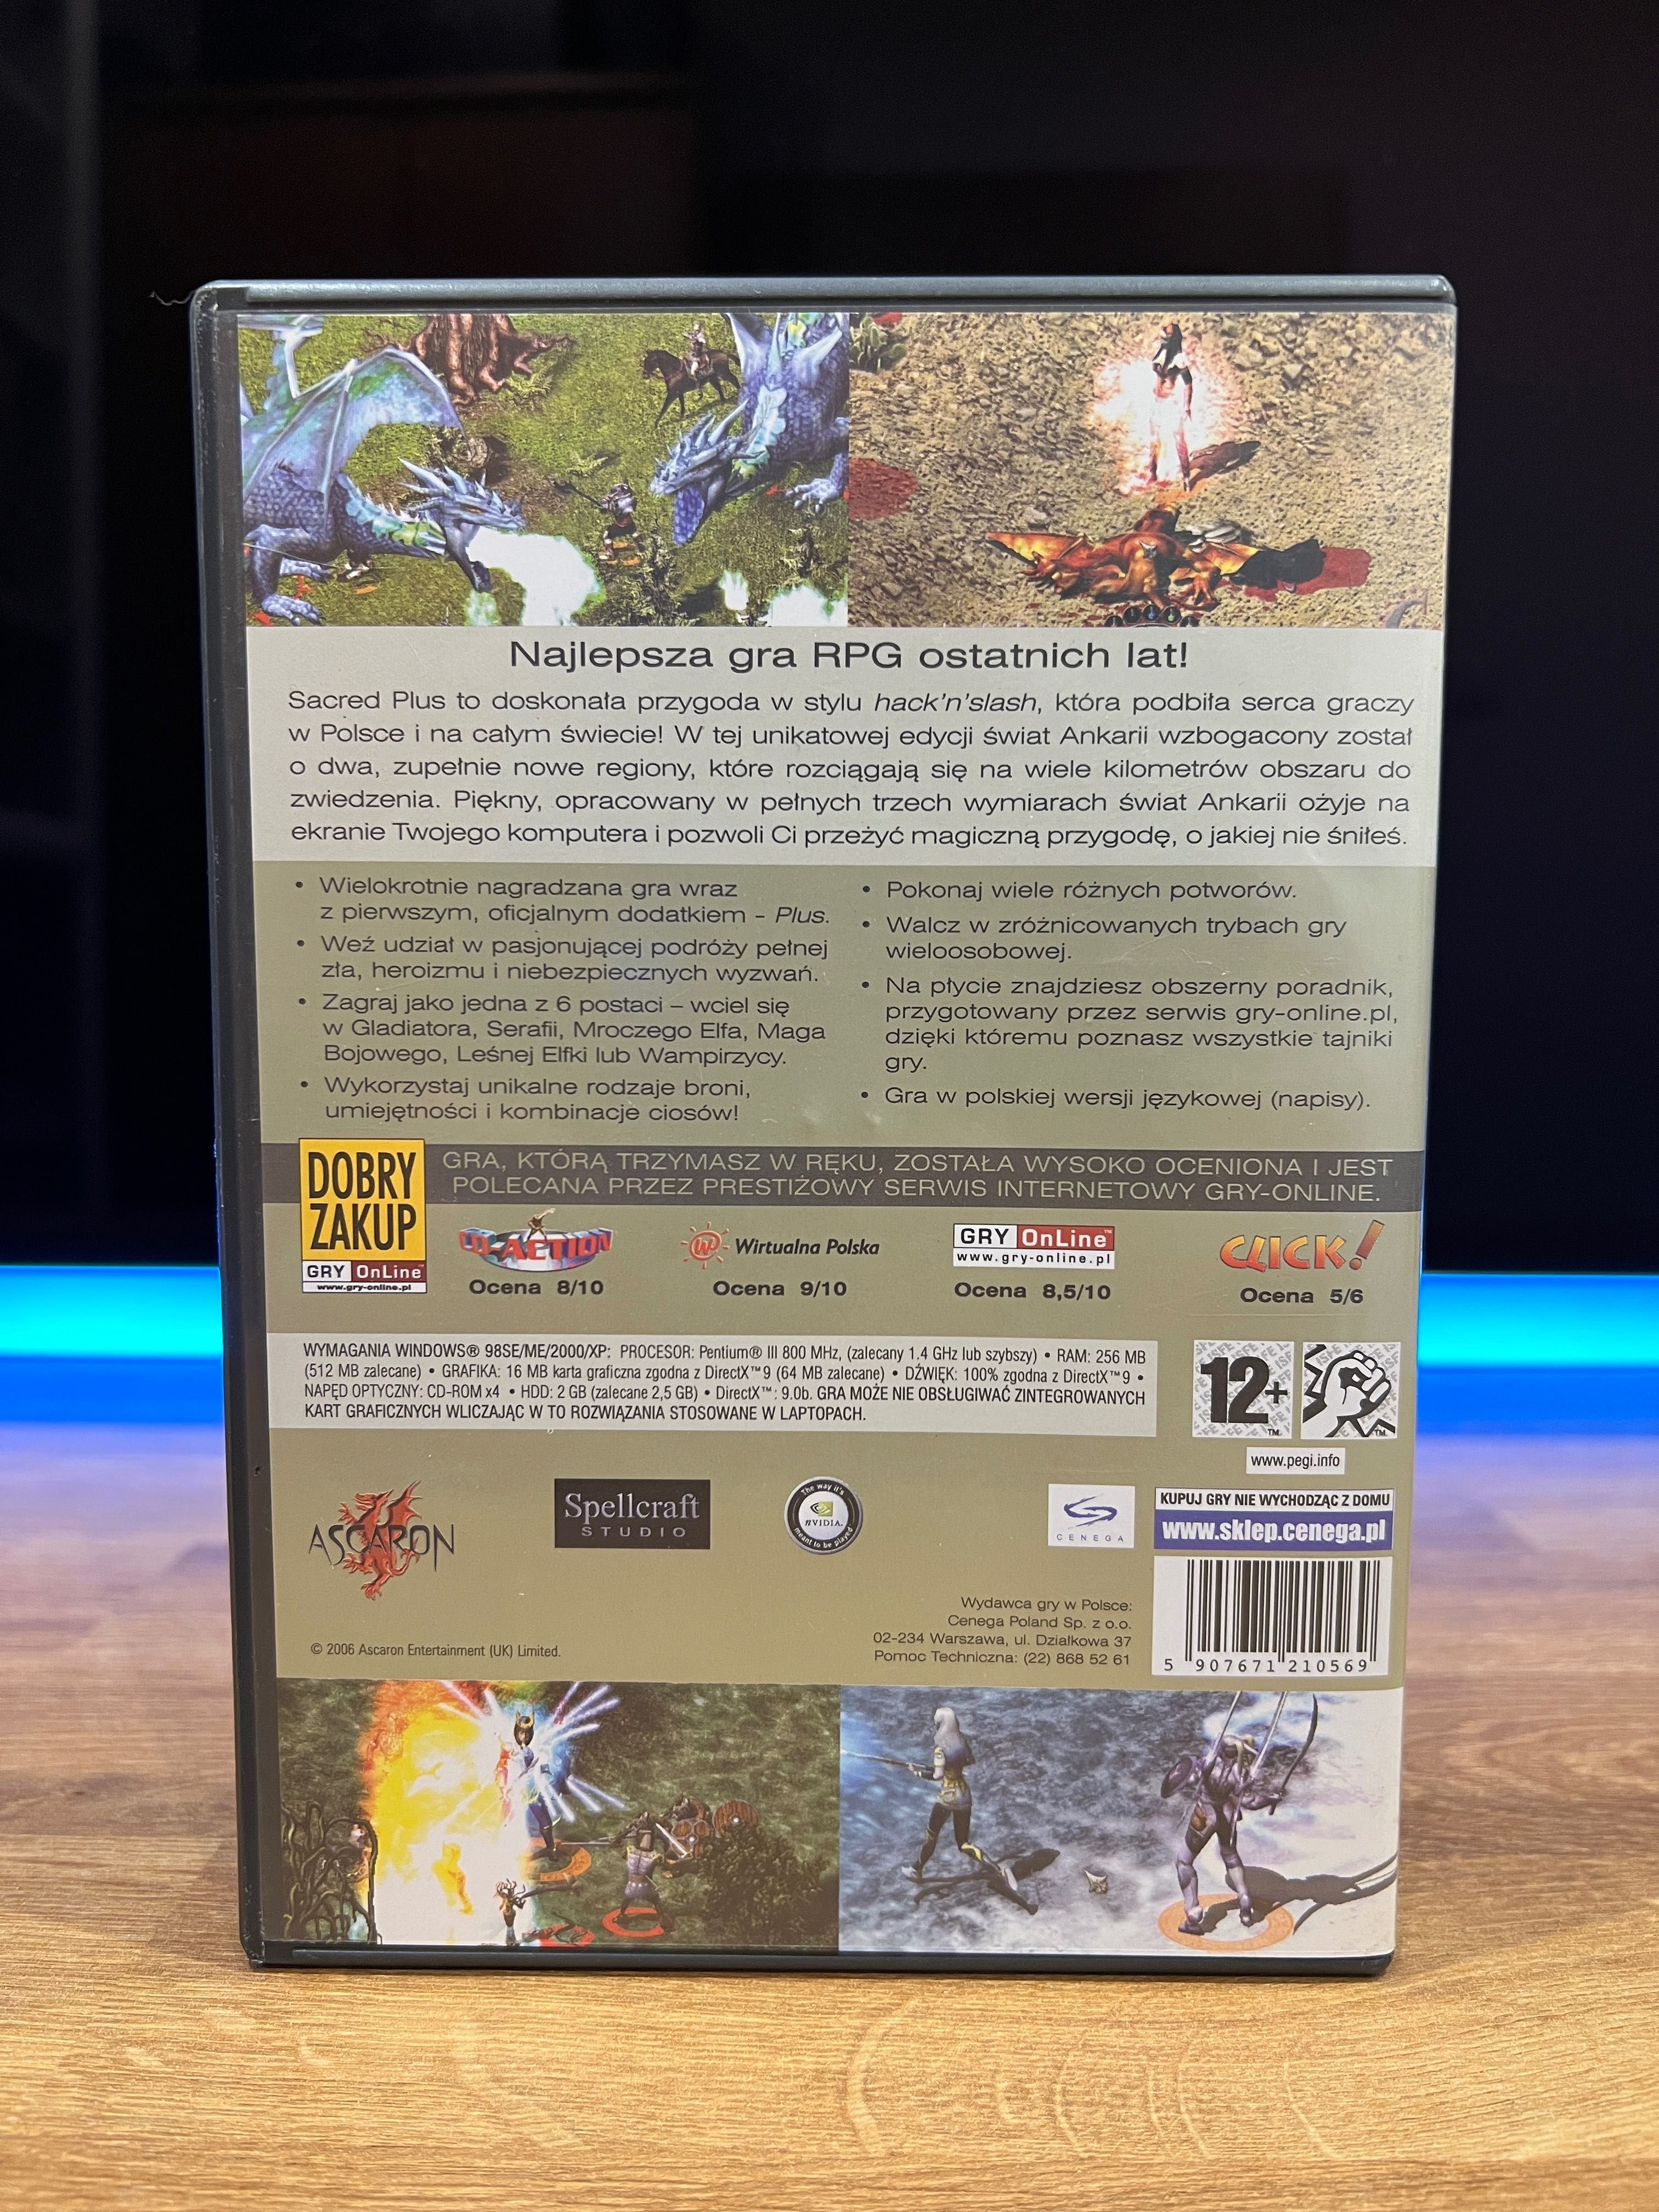 Najlepsza gra RPG ostatnich lat!
Sacred Plus to doskonała przygoda w stylu hack'n'slash, która podbiła serca graczy
w Polsce i na całym świecie! W tej unikatowej edycji świat Ankarii wzbogacony został
o dwa, zupełnie nowe regiony, które rozciągają się na wiele kilometrów obszaru do
zwiedzenia. Piękny, opracowany w pełnych trzech wymiarach świat Ankarii ożyje na
ekranie Twojego komputera i pozwoli Ci przeżyć magiczną przygodę, o jakiej nie śniłeś.
• Wielokrotnie nagradzana gra wraz
z pierwszym, oficjalnym dodatkiem - Plus.
• Weź udział w pasjonującej podróży pełnej
zła, heroizmu i niebezpiecznych wyzwań.
• Zagraj jako jedna z 6 postaci – wciel się
w Gladiatora, Serafii, Mroczego Elfa, Maga
Bojowego, Leśnej Elfki lub Wampirzycy.
• Wykorzystaj unikalne rodzaje broni,
umiejętności i kombinacje ciosów!
• Pokonaj wiele różnych potworów.
• Walcz w zróżnicowanych trybach gry
wieloosobowej.
• Na płycie znajdziesz obszerny poradnik,
przygotowany przez serwis gry-online.pl,
dzięki któremu poznasz wszystkie tajniki
gry.
• Gra w polskiej wersji językowej (napisy).
DOBRY
ZAKUP
GRY OnLine™
www.gry-online.pl
GRA, KTÓRĄ TRZYMASZ W RĘKU, ZOSTAŁA WYSOKO OCENIONA I JEST
POLECANA PRZEZ PRESTIŻOWY SERWIS INTERNETOWY GRY-ONLINE.
CD-ACTION
Ocena 8/10
Wirtualna Polska
Ocena 9/10
GRY OnLine™
www.gry-online.pl
Ocena 8,5/10
CLICK!
Ocena 5/6
WYMAGANIA WINDOWS® 98SE/ME/2000/XP: PROCESOR: Pentium® III 800 MHz, (zalecany 1,4 GHz lub szybszy) • RAM: 256 MB
(512 MB zalecane) • GRAFIKA: 16 MB karta graficzna zgodna z DirectX™9 (64 MB zalecane) • DŹWIĘK: 100% zgodna z DirectX™9 •
NAPĘD OPTYCZNY: CD-ROM x4 • HDD: 2 GB (zalecane 2,5 GB) • DirectX™: 9.0b. GRA MOŻE NIE OBSŁUGIWAĆ ZINTEGROWANYCH
KART GRAFICZNYCH WLICZAJĄC W TO ROZWIĄZANIA STOSOWANE W LAPTOPACH.
12+
™
™
www.pegi.info
ASCARON
Spellcraft
STUDIO
The way it's
NVIDIA
meant to be played
CENEGA
KUPUJ GRY NIE WYCHODZĄC Z DOMU
www.sklep.cenega.pl
Wydawca gry w Polsce:
Cenega Poland Sp. z o.o.
02-234 Warszawa, ul. Działkowa 37
Pomoc Techniczna: (22) 868 52 61
© 2006 Ascaron Entertainment (UK) Limited.
5 907671 210569